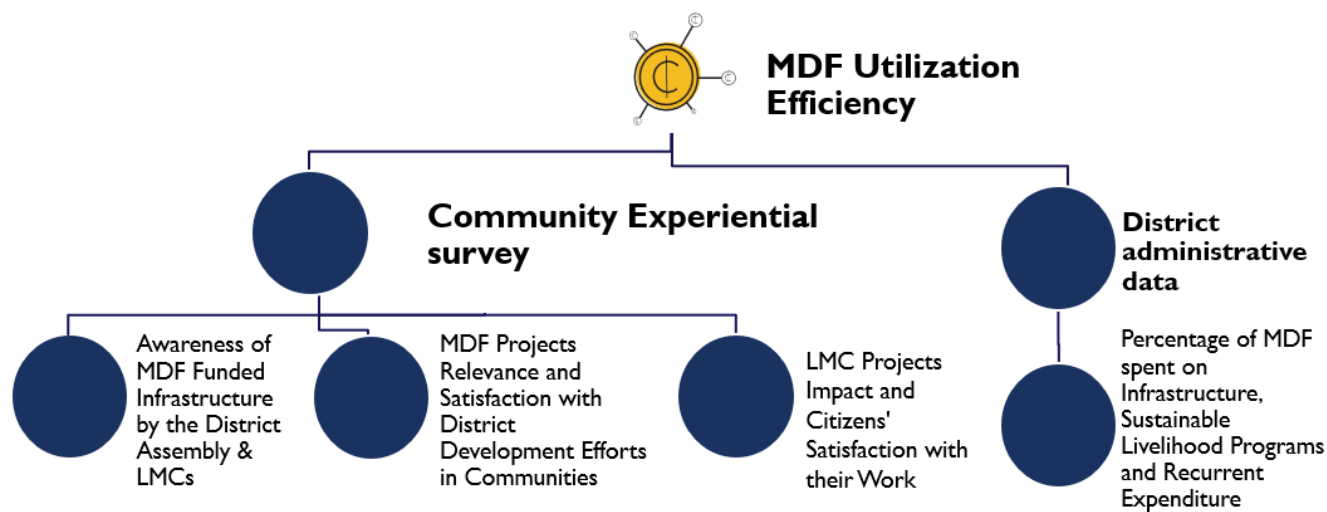 MDF Utilization
Efficiency
Community Experiential
survey
District
administrative
data
Awareness of
MDF Funded
Infrastructure
by the District
Assembly &
LMCs
MDF Projects
Relevance and
Satisfaction with
District
Development Efforts
in Communities
LMC Projects
Impact and
Citizens'
Satisfaction with
their Work
Percentage of MDF
spent on
Infrastructure,
Sustainable
Livelihood Programs
and Recurrent
Expenditure